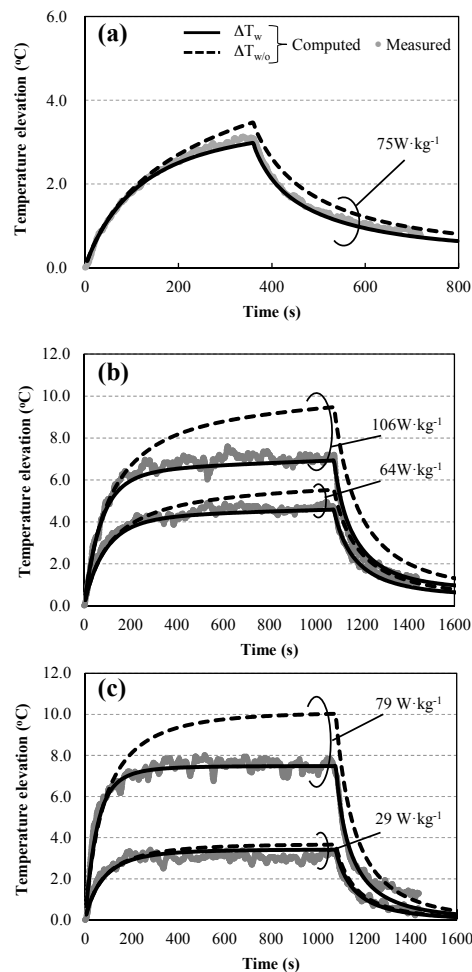 (a)
ΔTw
ΔTw/o
Computed
Measured
75W·kg-1
Temperature elevation (°C)
6.0
4.0
2.0
0.0
0 200 400 600 800
Time (s)
(b)
106W·kg-1
64W·kg-1
Temperature elevation (°C)
12.0
10.0
8.0
6.0
4.0
2.0
0.0
0 200 400 600 800 1000 1200 1400 1600
Time (s)
(c)
79 W·kg-1
29 W·kg-1
Temperature elevation (°C)
12.0
10.0
8.0
6.0
4.0
2.0
0.0
0 200 400 600 800 1000 1200 1400 1600
Time (s)